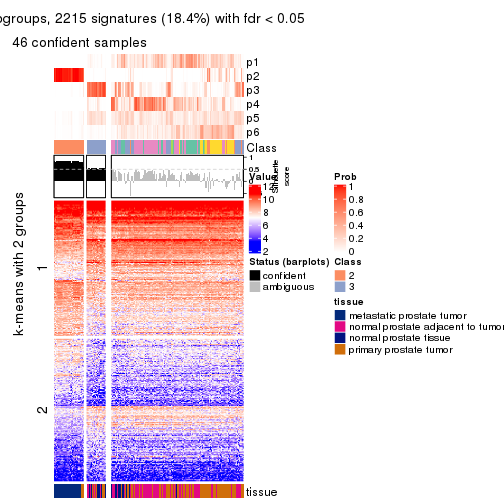 ogroups, 2215 signatures (18.4%) with fdr < 0.05
46 confident samples
p1
p2
p3
p4
p5
p6
Class
1
0.5
0
Silhouette
score
k-means with 2 groups
1
2
Value
12
10
8
6
4
2
Prob
1
0.8
0.6
0.4
0.2
0
Status (barplots)
confident
ambiguous
Class
2
3
tissue
metastatic prostate tumor
normal prostate adjacent to tumor
normal prostate tissue
primary prostate tumor
tissue